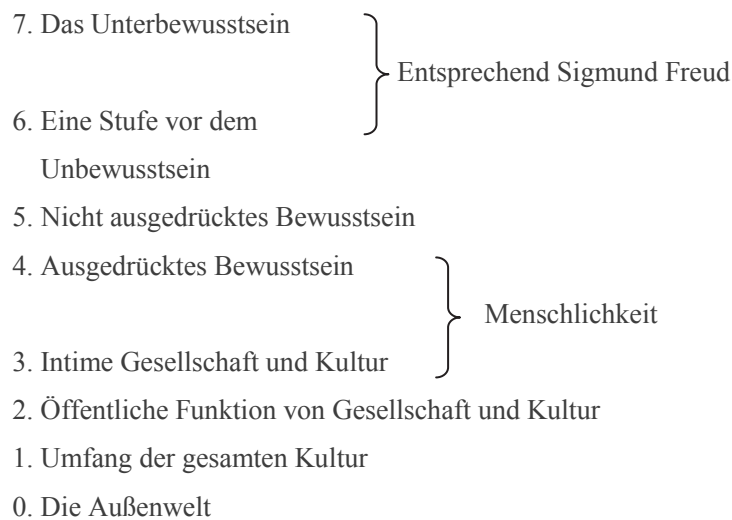 7. Das Unterbewusstsein
Entsprechend Sigmund Freud
6. Eine Stufe vor dem
Unbewusstsein
5. Nicht ausgedrücktes Bewusstsein
4. Ausgedrücktes Bewusstsein
Menschlichkeit
3. Intime Gesellschaft und Kultur
2. Öffentliche Funktion von Gesellschaft und Kultur
1. Umfang der gesamten Kultur
0. Die Außenwelt